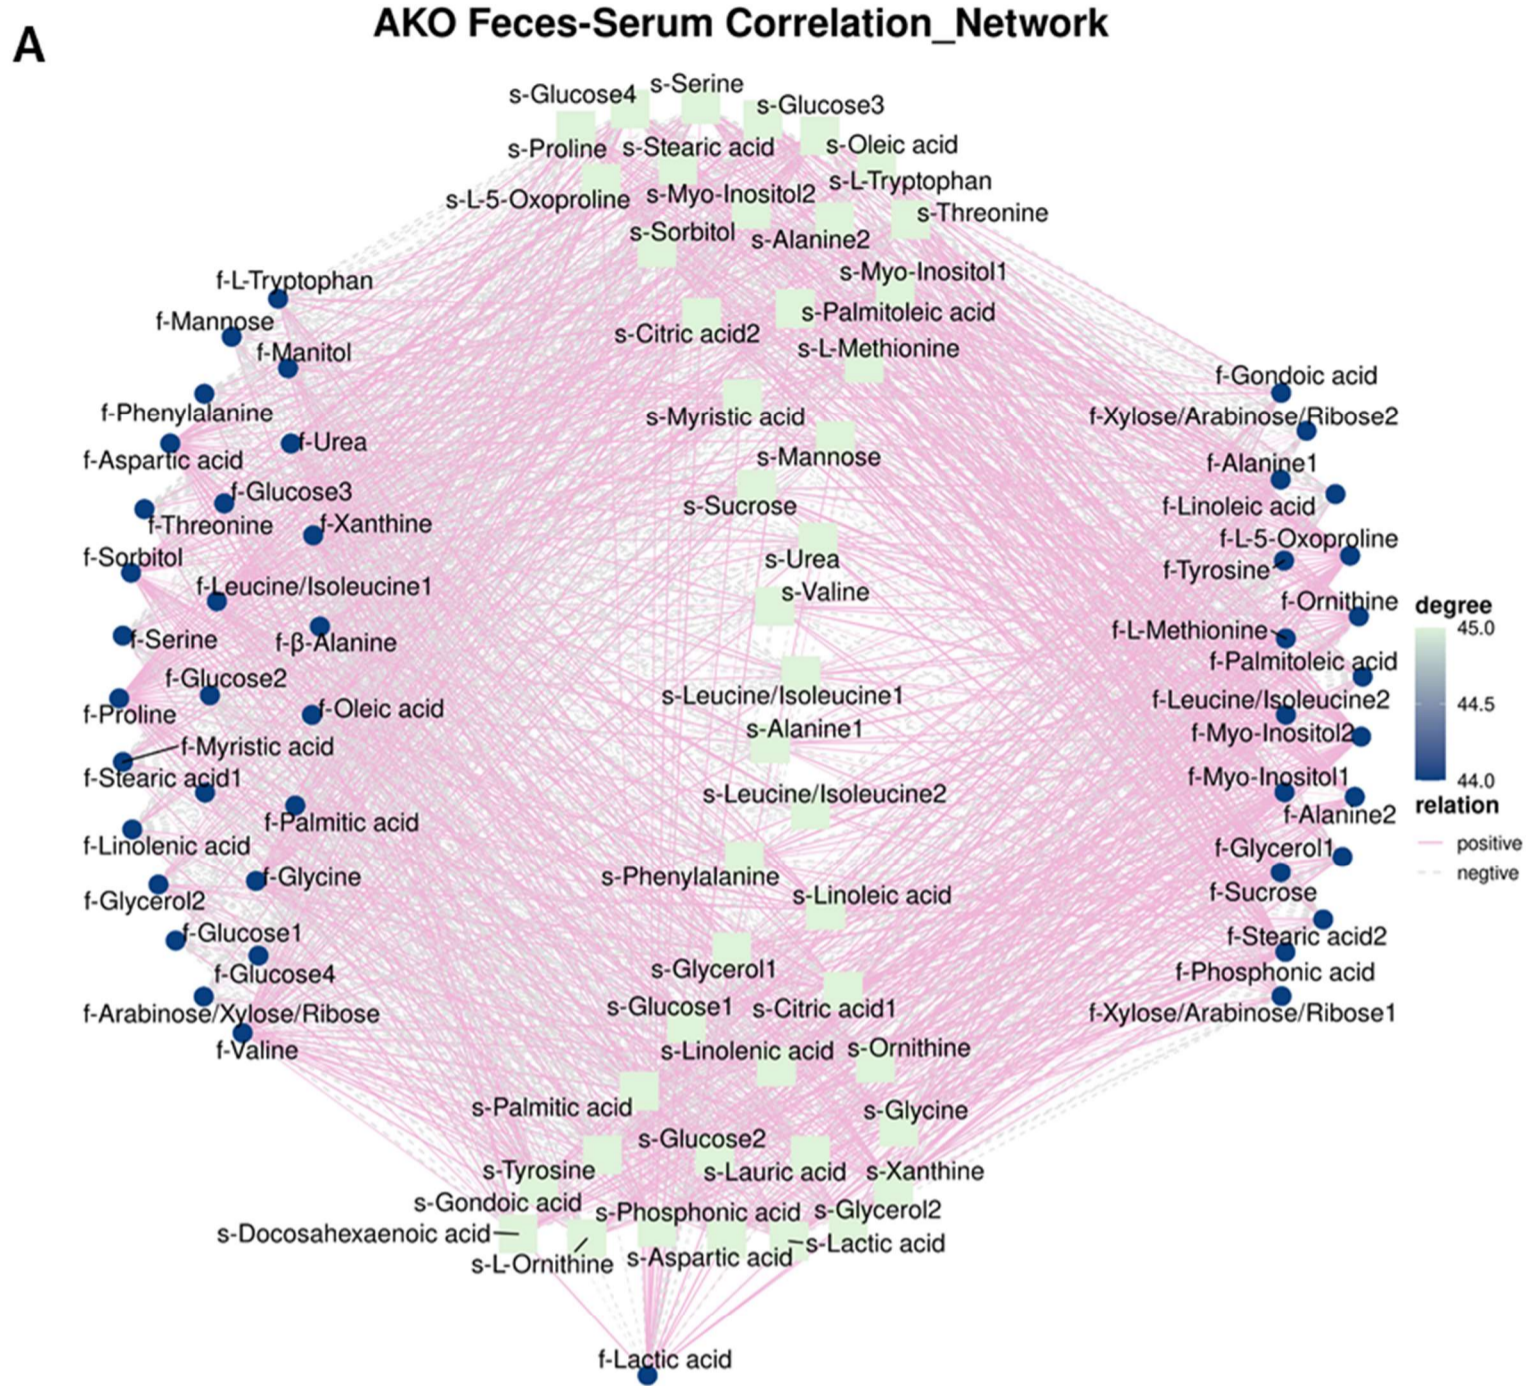 A
AKO Feces-Serum Correlation_Network
s-Glucose4
s-Serine
s-Glucose3
s-Proline
s-Stearic acid
s-Oleic acid
s-L-5-Oxoproline
s-Myo-Inositol2
s-L-Tryptophan
s-Threonine
s-Sorbitol
s-Alanine2
s-Myo-Inositol1
s-Citric acid2
s-Palmitoleic acid
s-L-Methionine
s-Myristic acid
s-Mannose
s-Sucrose
s-Urea
s-Valine
s-Leucine/Isoleucine1
s-Alanine1
s-Leucine/Isoleucine2
s-Phenylalanine
s-Linoleic acid
s-Glycerol1
s-Glucose1
s-Citric acid1
s-Linolenic acid
s-Ornithine
s-Palmitic acid
s-Glycine
s-Glucose2
s-Tyrosine
s-Lauric acid
s-Xanthine
s-Gondoic acid
s-Phosphonic acid
s-Glycerol2
s-Docosahexaenoic acid
s-L-Ornithine
s-Aspartic acid
s-Lactic acid
f-Lactic acid
f-L-Tryptophan
f-Mannose
f-Manitol
f-Phenylalanine
f-Urea
f-Aspartic acid
f-Glucose3
f-Threonine
f-Xanthine
f-Sorbitol
f-Leucine/Isoleucine1
f-Serine
f-β-Alanine
f-Glucose2
f-Proline
f-Oleic acid
f-Myristic acid
f-Stearic acid1
f-Palmitic acid
f-Linolenic acid
f-Glycine
f-Glycerol2
f-Glucose1
f-Glucose4
f-Arabinose/Xylose/Ribose
f-Valine
f-Gondoic acid
f-Xylose/Arabinose/Ribose2
f-Alanine1
f-Linoleic acid
f-L-5-Oxoproline
f-Tyrosine
f-Ornithine
f-L-Methionine
f-Palmitoleic acid
f-Leucine/Isoleucine2
f-Myo-Inositol2
f-Myo-Inositol1
f-Alanine2
f-Glycerol1
f-Sucrose
f-Stearic acid2
f-Phosphonic acid
f-Xylose/Arabinose/Ribose1
degree
45.0
44.5
44.0
relation
positive
negtive